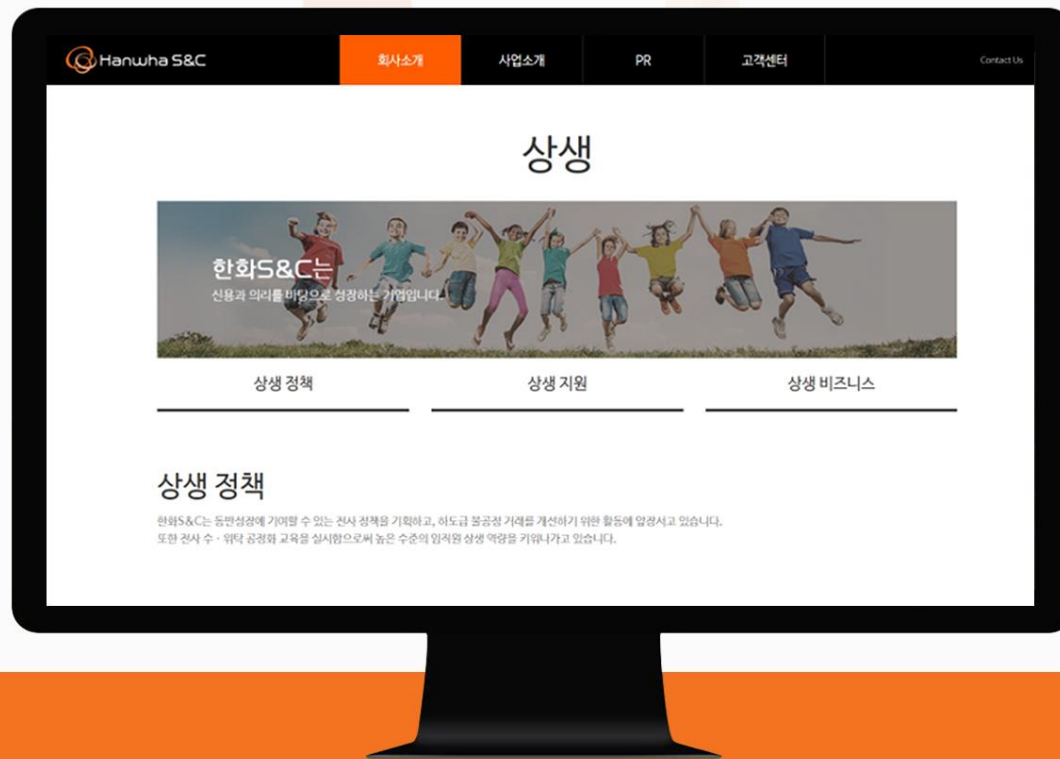 Hanwha S&C
회사소개
사업소개
PR
고객센터
Contact Us
상생
한화S&C는
신용과 의리를 바탕으로 성장하는 기업입니다.
상생 정책
상생 지원
상생 비즈니스
상생 정책
한화S&C는 동반성장에 기여할 수 있는 전사 정책을 기획하고, 하도급 불공정 거래를 개선하기 위한 활동에 앞장서고 있습니다.
또한 전사 수 · 위탁 공정화 교육을 실시함으로써 높은 수준의 임직원 상생 역량을 키워나가고 있습니다.